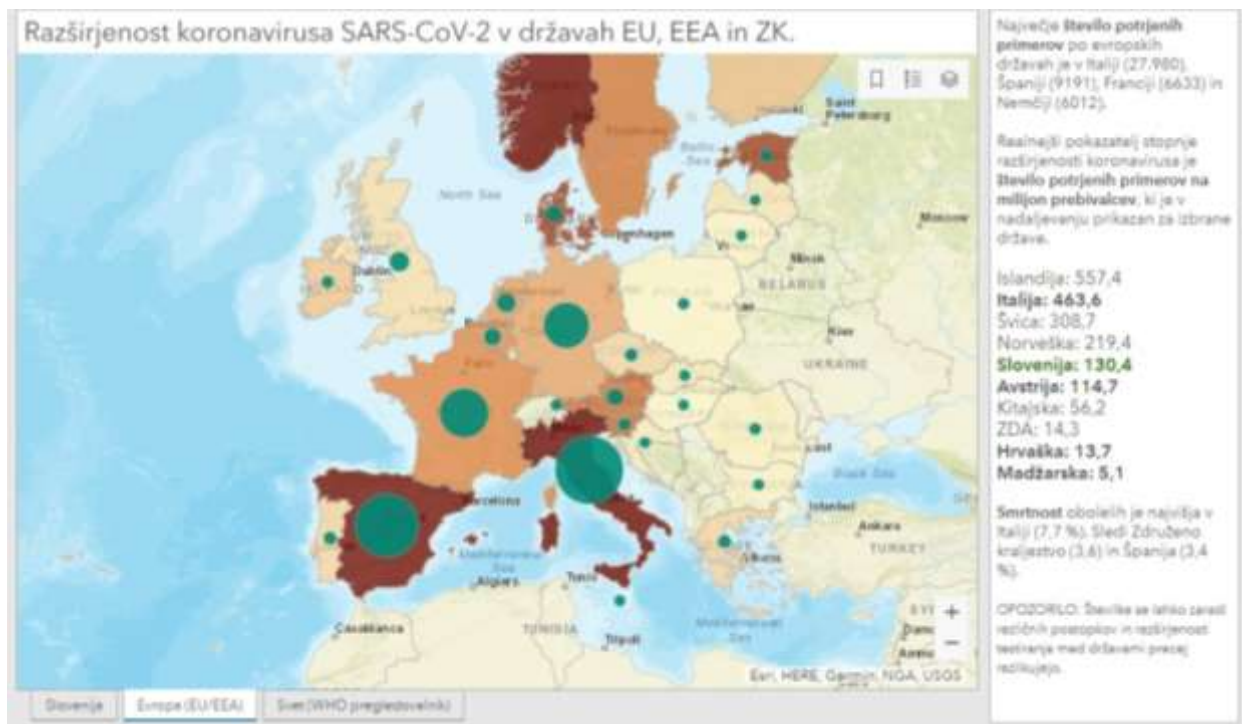 Razširjenost koronavirusa SARS-CoV-2 v državah EU, EEA in ZK.
Saint
Petersburg
Baltic
Sea
North Sea
Moscow
Minsk
BELARUS
Dublin
Kiev
UKRAINE
Paris
Barcelona
Black Sea
Istanbul
Ankara
TURKEY
Algiers
Tunis
Athens
Casablanca
TUNISIA
Tripoli
Mediterranean
Sea
+
−
Esri, HERE, Garmin, NGA, USGS
Slovenija
Evropa (EU/EEA)
Svet (WHO pregledovalnik)
Največje število potrjenih
primerov po evropskih
državah je v Italiji (27.980),
Španiji (9191), Franciji (6633) in
Nemčiji (6012).
Realnejši pokazatelj stopnje
razširjenosti koronavirusa je
število potrjenih primerov na
milijon prebivalcev, ki je v
nadaljevanju prikazan za izbrane
države.
Islandija: 557,4
Italija: 463,6
Švica: 308,7
Norveška: 219,4
Slovenija: 130,4
Avstrija: 114,7
Kitajska: 56,2
ZDA: 14,3
Hrvaška: 13,7
Madžarska: 5,1
Smrtnost obolelih je najvišja v
Italiji (7,7 %). Sledi Združeno
kraljestvo (3,6) in Španija (3,4
%).
OPOZORILO: Številke se lahko zaradi
različnih postopkov in razširjenosti
testiranja med državami precej
razlikujejo.